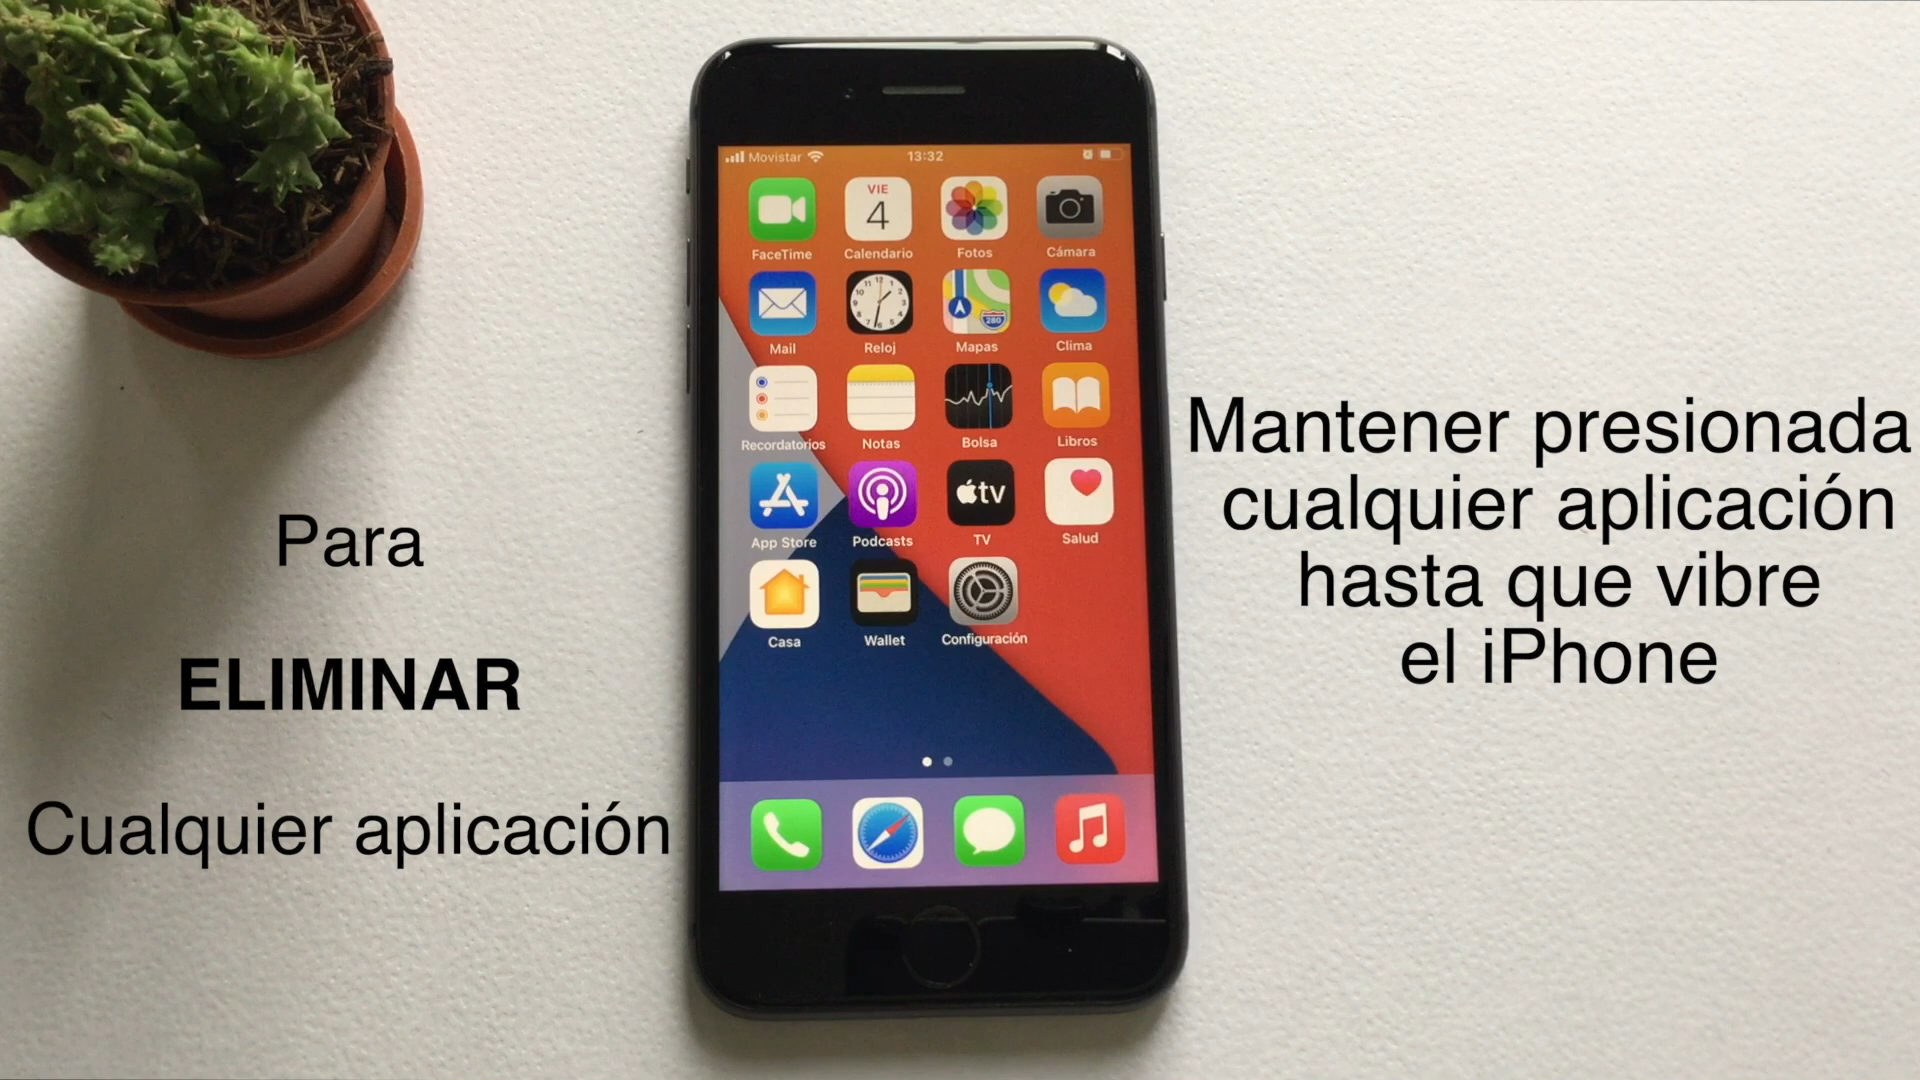 Movistar 13:32
VIE
4
FaceTime Calendario Fotos Cámara
280
Mail Reloj Mapas Clima
Recordatorios Notas Bolsa Libros
tv
App Store Podcasts TV Salud
Casa Wallet Configuración
Para
ELIMINAR
Cualquier aplicación
Mantener presionada
cualquier aplicación
hasta que vibre
el iPhone